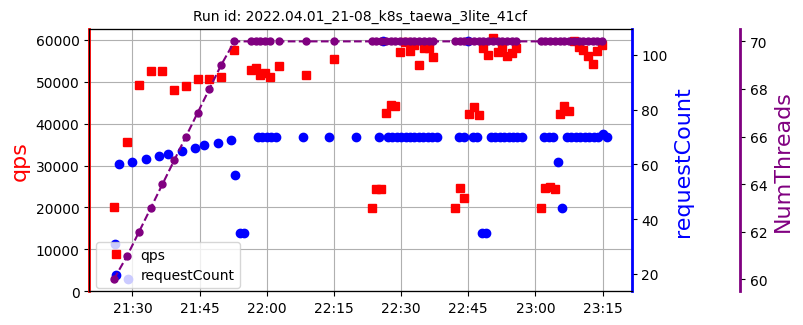 Run id: 2022.04.01_21-08_k8s_taewa_3lite_41cf
60000
50000
40000
30000
20000
10000
0
qps
100
80
60
40
20
requestCount
70
68
66
64
62
60
NumThreads
qps
requestCount
21:30 21:45 22:00 22:15 22:30 22:45 23:00 23:15